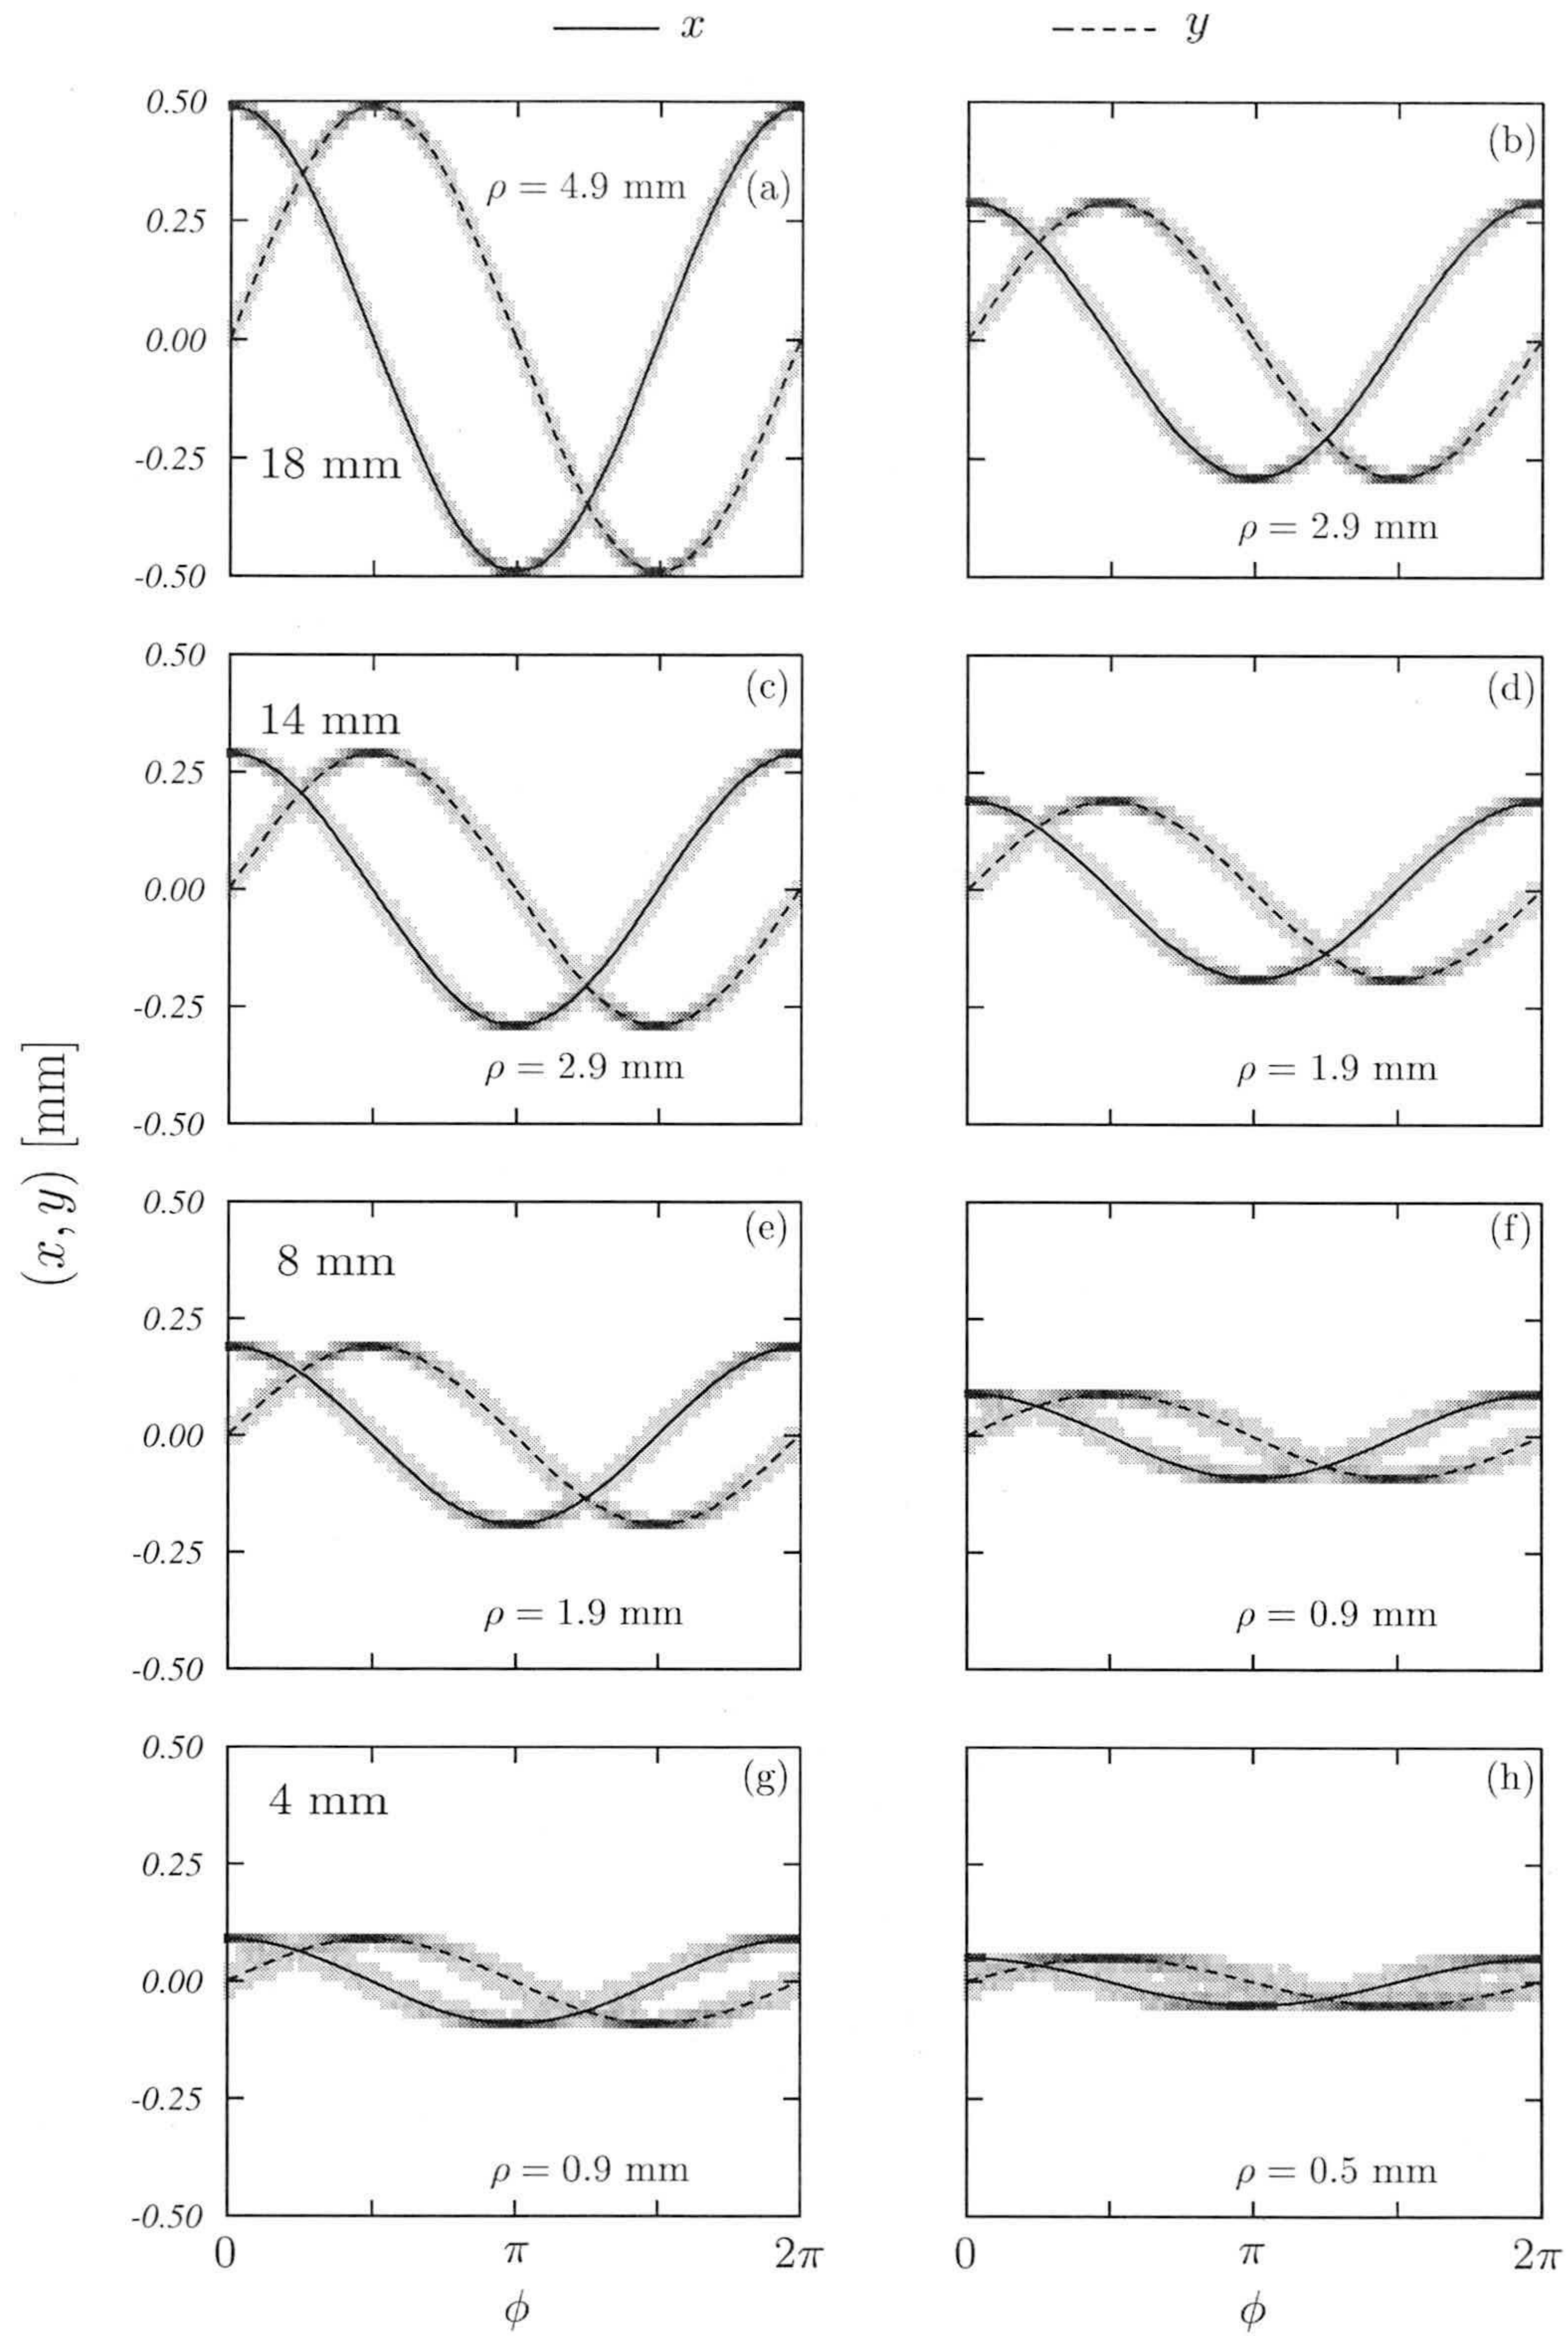 x y
0.50
0.25
0.00
-0.25
-0.50
ρ = 4.9 mm
(a)
18 mm
(b)
ρ = 2.9 mm
0.50
0.25
0.00
-0.25
-0.50
(c)
14 mm
ρ = 2.9 mm
(d)
ρ = 1.9 mm
(x, y) [mm]
0.50
0.25
0.00
-0.25
-0.50
(e)
8 mm
ρ = 1.9 mm
(f)
ρ = 0.9 mm
0.50
0.25
0.00
-0.25
-0.50
(g)
4 mm
ρ = 0.9 mm
(h)
ρ = 0.5 mm
0 π 2π
ϕ
0 π 2π
ϕ